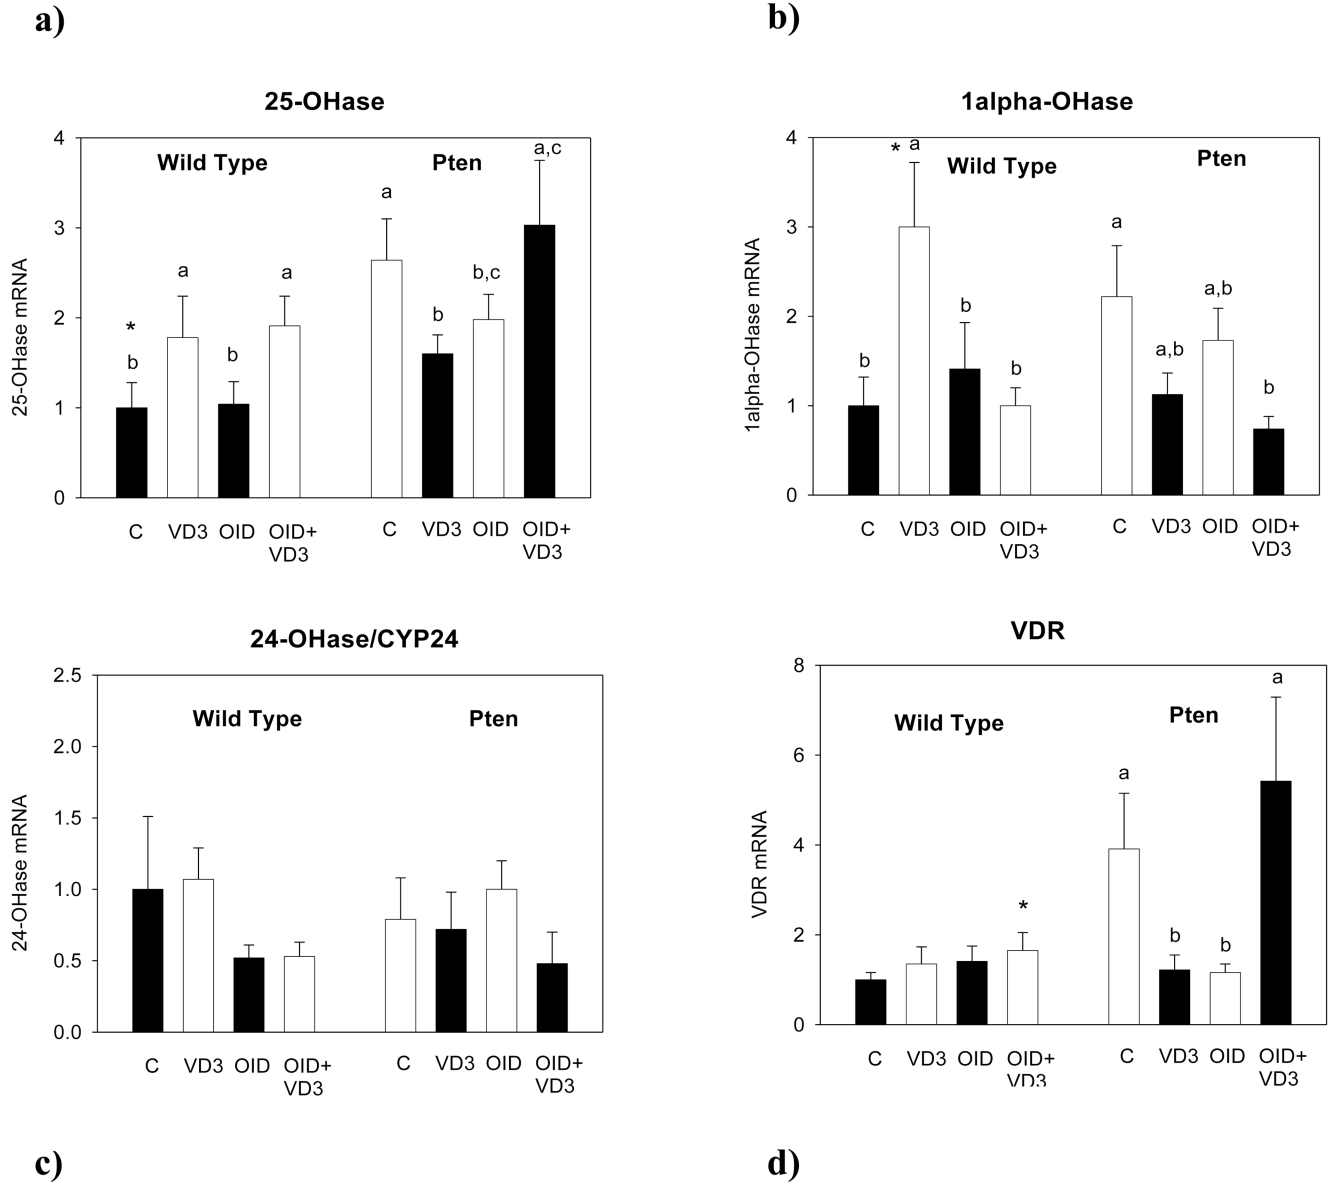 a)
b)
25-OHase
4
3
2
1
0
25-OHase mRNA
Wild Type
Pten
* b
a
b
a
a
b
b,c
a,c
C VD3 OID OID+ C VD3 OID OID+
VD3 VD3
1alpha-OHase
4
3
2
1
0
1alpha-OHase mRNA
Wild Type
Pten
b
* a
b
b
a
a,b
a,b
b
C VD3 OID OID+ C VD3 OID OID+
VD3 VD3
24-OHase/CYP24
2.5
2.0
1.5
1.0
0.5
0.0
24-OHase mRNA
Wild Type
Pten
C VD3 OID OID+ C VD3 OID OID+
VD3 VD3
VDR
8
6
4
2
0
VDR mRNA
Wild Type
Pten
*
a
b
b
a
C VD3 OID OID+ C VD3 OID OID+
VD3 VD3
c)
d)